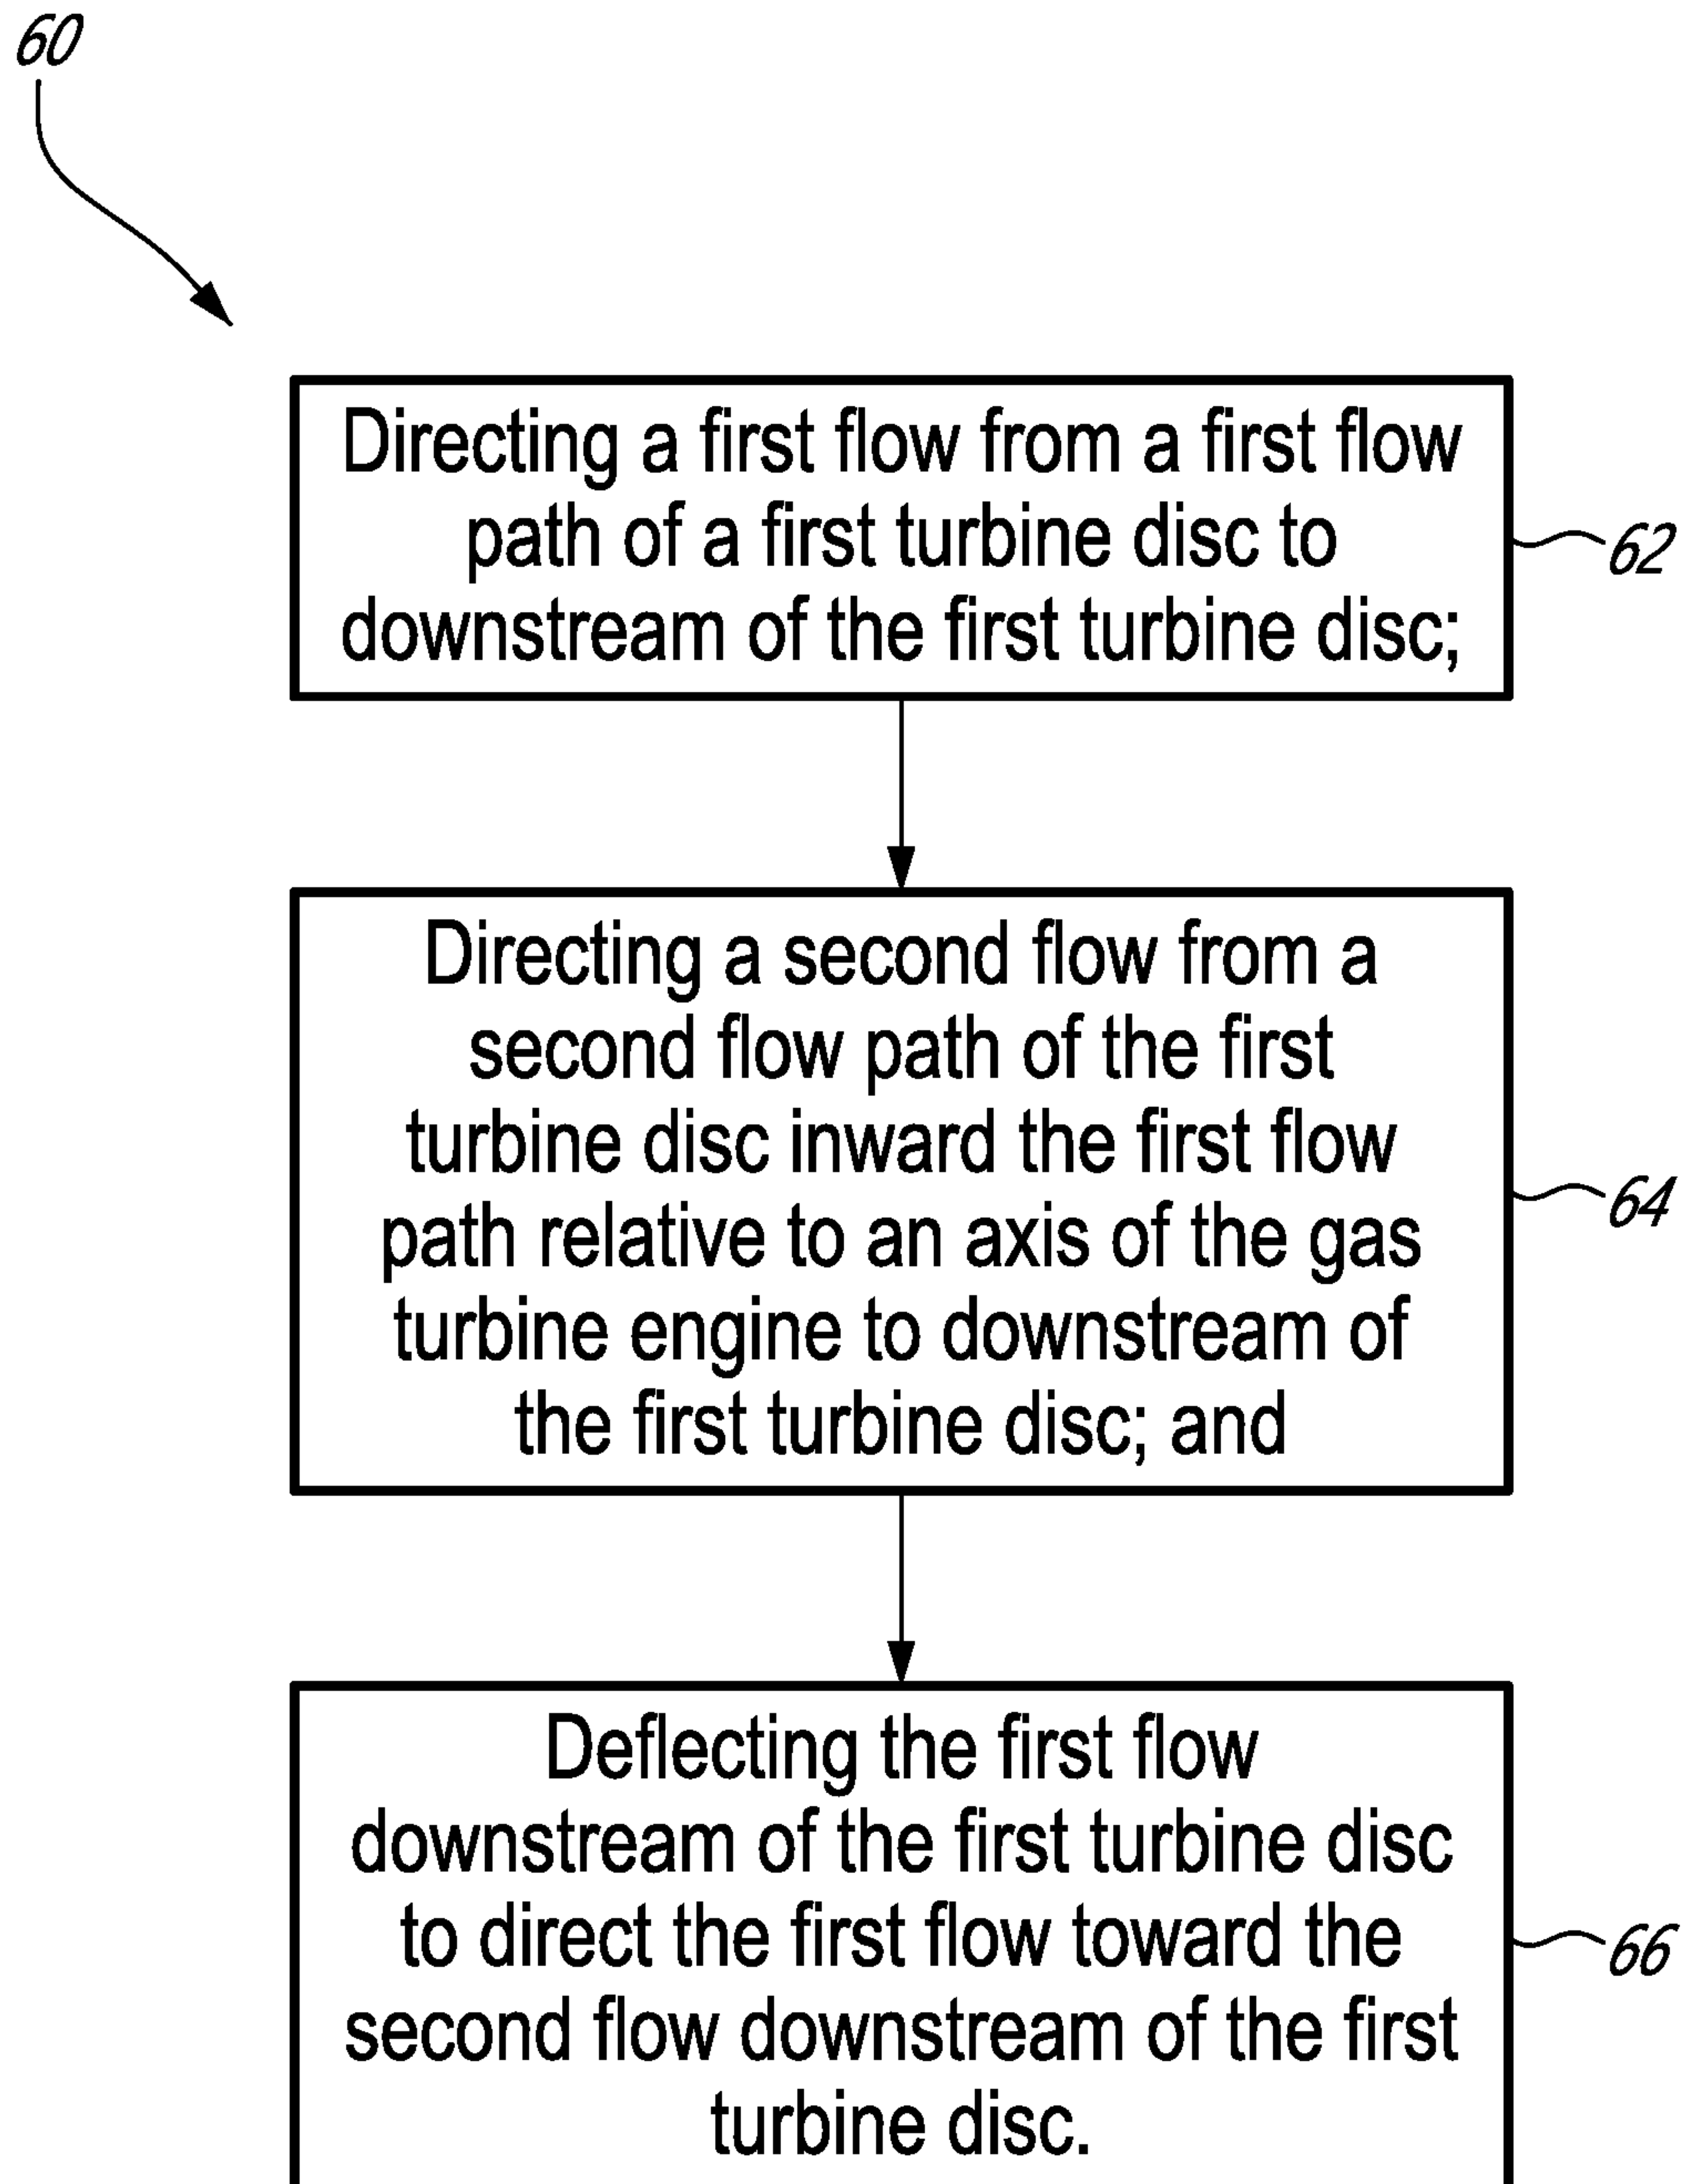 60
Directing a first flow from a first flow
path of a first turbine disc to
downstream of the first turbine disc;
62
Directing a second flow from a
second flow path of the first
turbine disc inward the first flow
path relative to an axis of the gas
turbine engine to downstream of
the first turbine disc; and
64
Deflecting the first flow
downstream of the first turbine disc
to direct the first flow toward the
second flow downstream of the first
turbine disc.
66